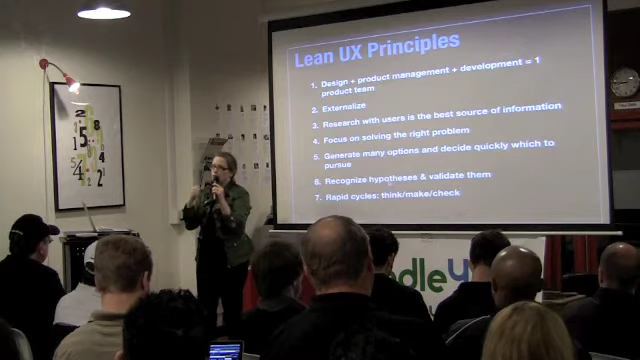 Lean UX Principles
1. Design + product management + development = 1
product team
2. Externalize
3. Research with users is the best source of information
4. Focus on solving the right problem
5. Generate many options and decide quickly which to
pursue
6. Recognize hypotheses & validate them
7. Rapid cycles: think/make/check